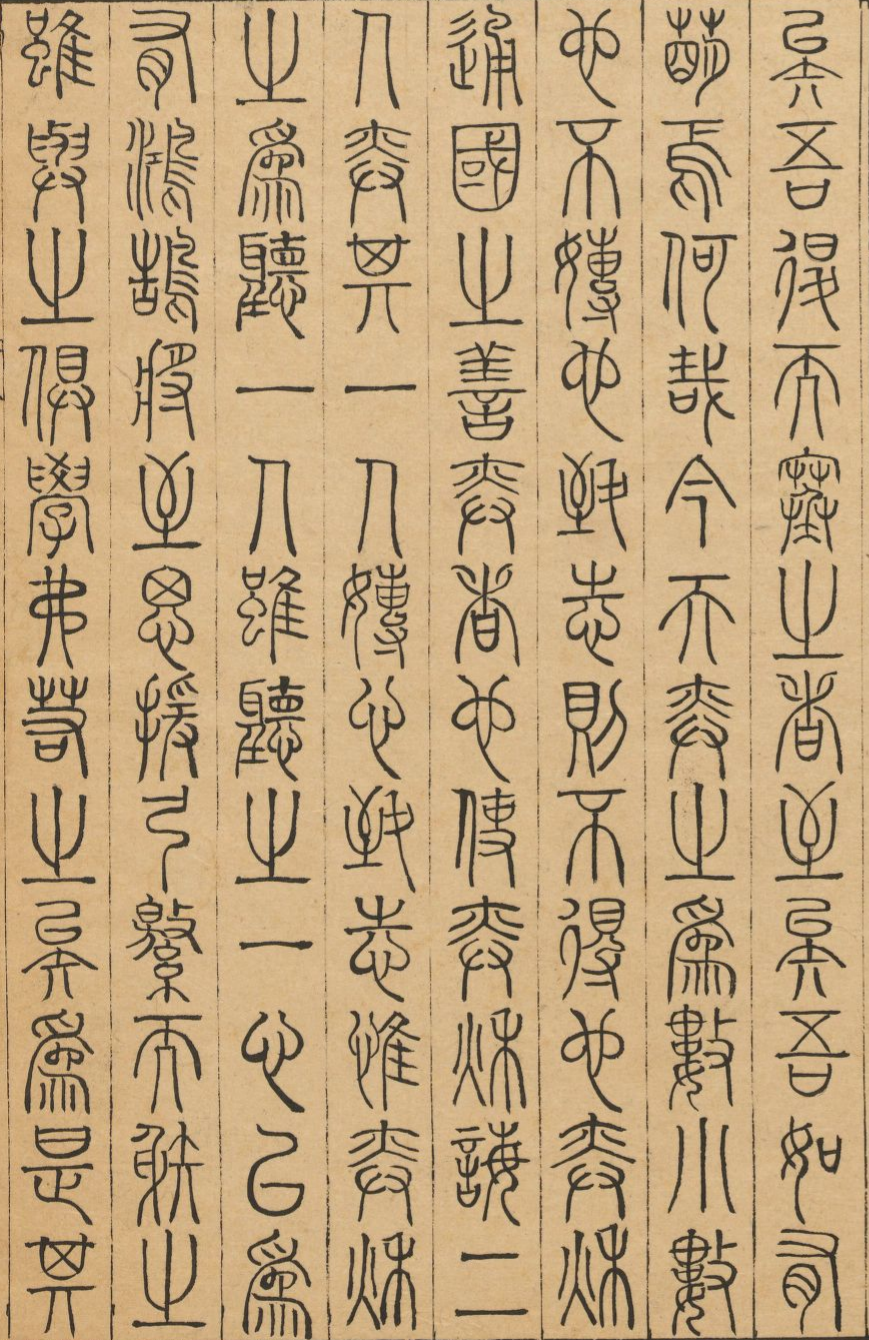 矣吾退而寒之者至矣吾如有
萌焉何哉今夫弈之為數小數
也不嫥心致志則不得也弈秋
通國之善弈者也使弈秋誨二
人弈其一人嫥心致志惟弈秋
之為聽一人雖聽之一心以為
有鴻鵠將至思援弓繳而射之
雖與之俱學弗若之矣為是其